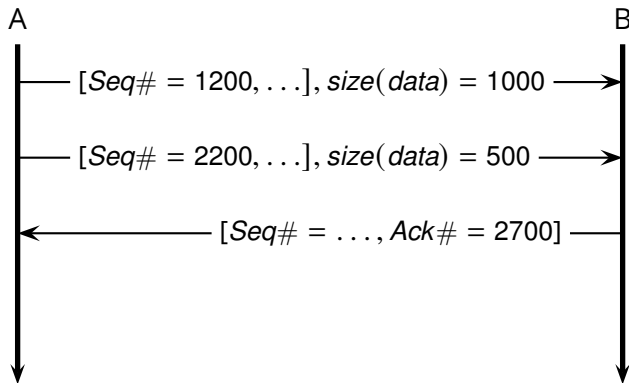 A B
[Seq# = 1200, ...], size(data) = 1000
[Seq# = 2200, ...], size(data) = 500
[Seq# = ..., Ack# = 2700]